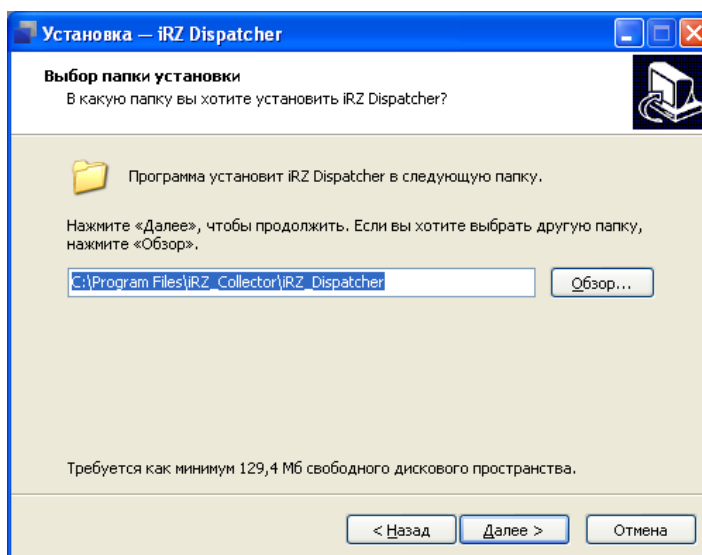 Установка — iRZ Dispatcher
Выбор папки установки
В какую папку вы хотите установить iRZ Dispatcher?
Программа установит iRZ Dispatcher в следующую папку.
Нажмите «Далее», чтобы продолжить. Если вы хотите выбрать другую папку,
нажмите «Обзор».
C:\Program Files\iRZ_Collector\iRZ_Dispatcher
Обзор...
Требуется как минимум 129,4 Мб свободного дискового пространства.
< Назад
Далее >
Отмена